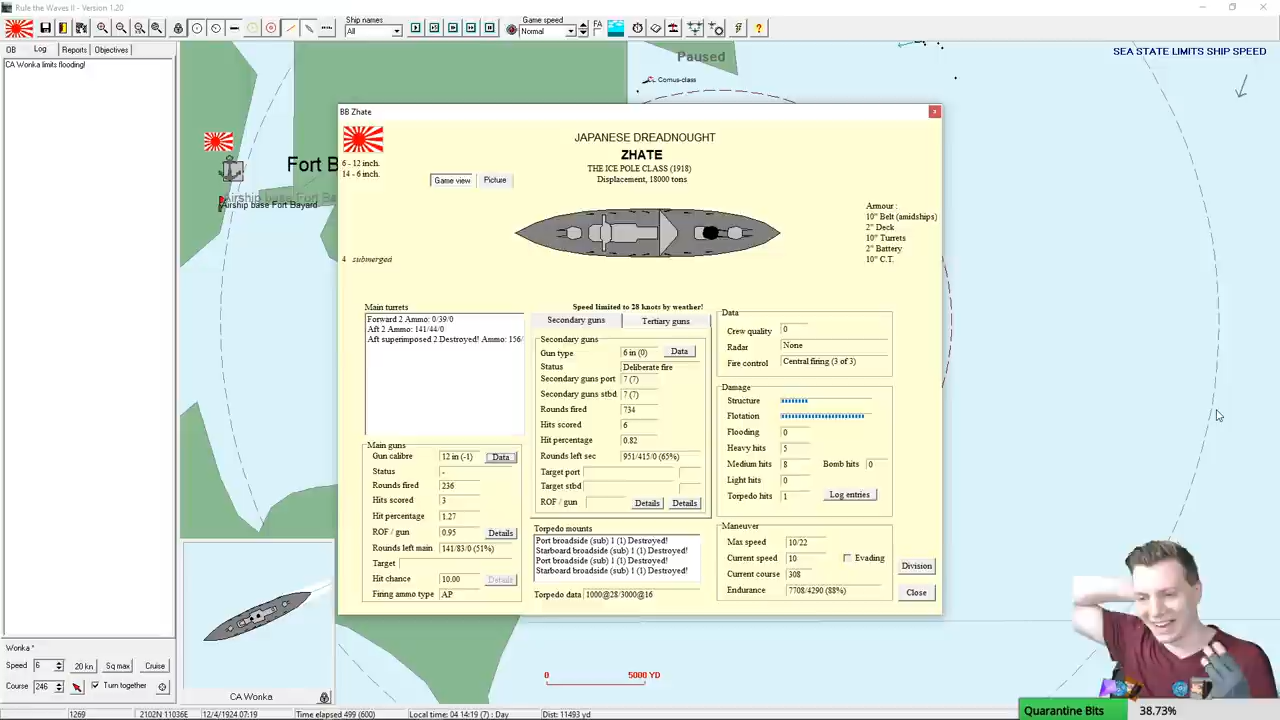 Rule the Waves II - Version 1.20
Ship names
All
Game speed
Normal
FA
OB Log Reports Objectives
CA Wonka limits flooding!
Paused
Comus-class
SEA STATE LIMITS SHIP SPEED
Fort B
Airship base Fort Ba
Airship base Fort Bayard
BB Zhate
6 - 12 inch.
14 - 6 inch.
4 submerged
JAPANESE DREADNOUGHT
ZHATE
THE ICE POLE CLASS (1918)
Displacement, 18000 tons
Game view Picture
Armour :
10" Belt (amidships)
2" Deck
10" Turrets
2" Battery
10" C.T.
Speed limited to 28 knots by weather!
Main turrets
Forward 2 Ammo: 0/39/0
Aft 2 Ammo: 141/44/0
Aft superimposed 2 Destroyed! Ammo: 156/
Main guns
Gun calibre 12 in (-1) Data
Status -
Rounds fired 236
Hits scored 3
Hit percentage 1.27
ROF / gun 0.95 Details
Rounds left main 141/83/0 (51%)
Target
Hit chance 10.00 Details
Firing ammo type AP
Secondary guns Tertiary guns
Secondary guns
Gun type 6 in (0) Data
Status Deliberate fire
Secondary guns port 7 (7)
Secondary guns stbd 7 (7)
Rounds fired 734
Hits scored 6
Hit percentage 0.82
Rounds left sec 951/415/0 (65%)
Target port
Target stbd
ROF / gun Details Details
Torpedo mounts
Port broadside (sub) 1 (1) Destroyed!
Starboard broadside (sub) 1 (1) Destroyed!
Port broadside (sub) 1 (1) Destroyed!
Starboard broadside (sub) 1 (1) Destroyed!
Torpedo data 1000@28/3000@16
Data
Crew quality 0
Radar None
Fire control Central firing (3 of 3)
Damage
Structure
Flotation
Flooding 0
Heavy hits 5
Medium hits 8 Bomb hits 0
Light hits 0
Torpedo hits 1 Log entries
Maneuver
Max speed 10/22
Current speed 10 Evading
Current course 308
Endurance 7708/4290 (88%)
Division
Close
Wonka *
Speed 6 20 kn Sq max Cruise
Course 246 Turn together
CA Wonka
0 5000 YD
1269 2102N 11036E 12/4/1924 07:19 Time elapsed 499 (600) Local time: 04:14:19 (7) : Day Dist: 11493 yd
Quarantine Bits 38.73%